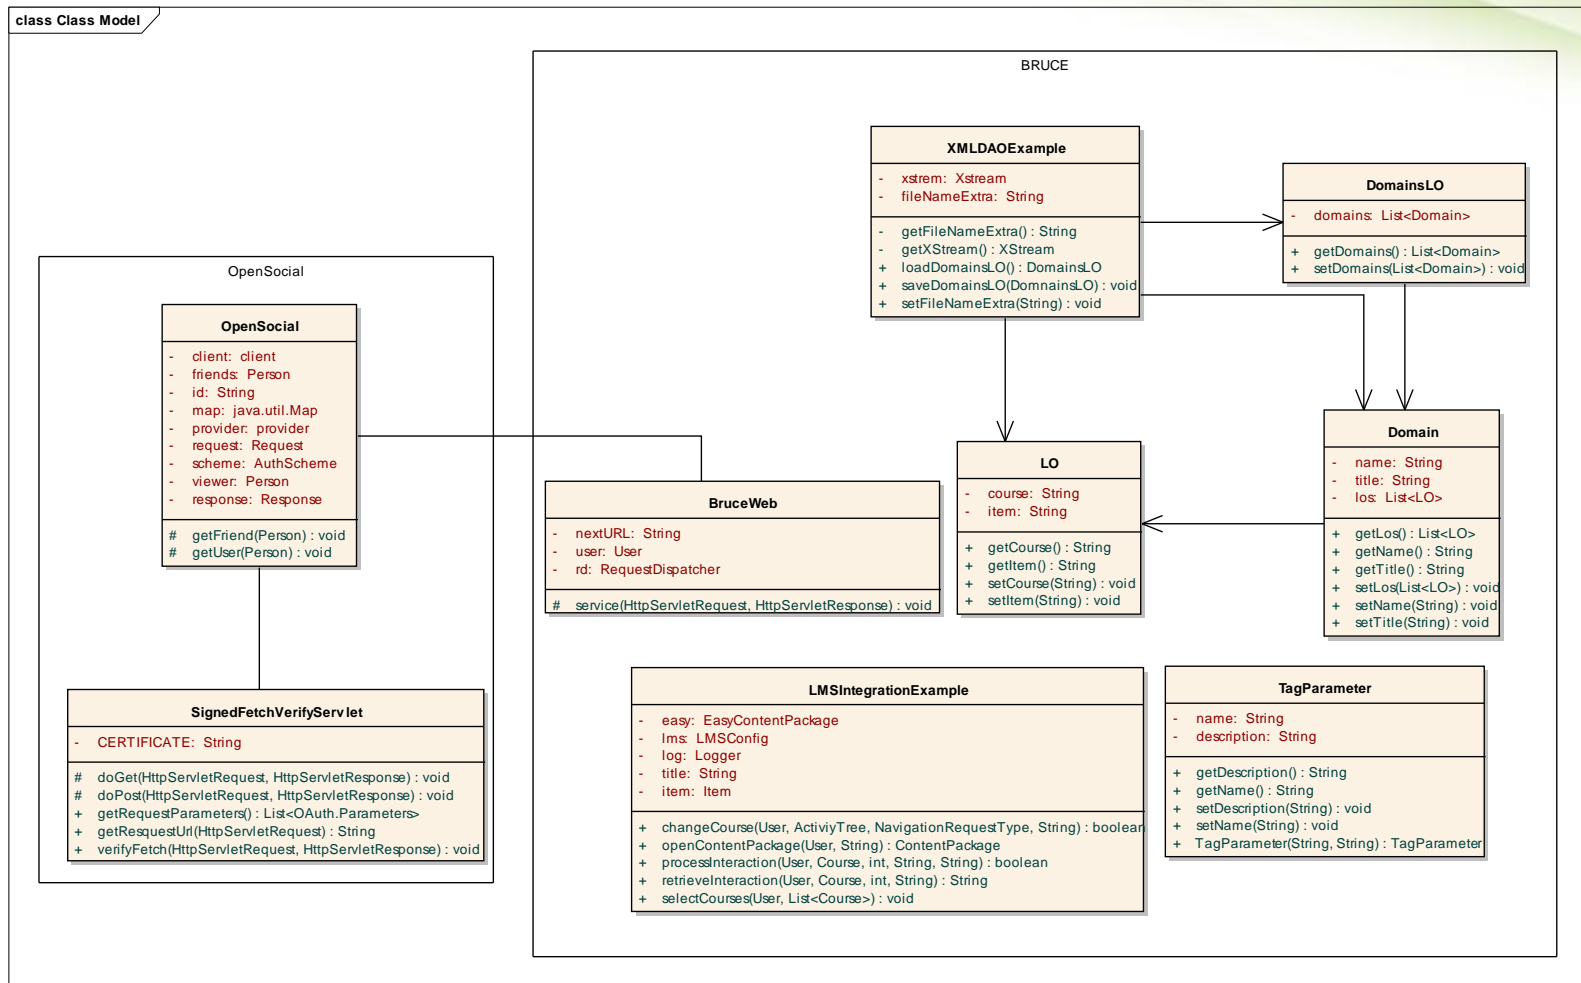 class Class Model
BRUCE
XMLDAOExample
- xstrem: Xstream
- fileNameExtra: String
- getFileNameExtra() : String
- getXStream() : XStream
+ loadDomainsLO() : DomainsLO
+ saveDomainsLO(DomnainsLO) : void
+ setFileNameExtra(String) : void
DomainsLO
- domains: List<Domain>
+ getDomains() : List<Domain>
+ setDomains(List<Domain>) : void
OpenSocial
OpenSocial
- client: client
- friends: Person
- id: String
- map: java.util.Map
- provider: provider
- request: Request
- scheme: AuthScheme
- viewer: Person
- response: Response
# getFriend(Person) : void
# getUser(Person) : void
BruceWeb
- nextURL: String
- user: User
- rd: RequestDispatcher
# service(HttpServletRequest, HttpServletResponse) : void
LO
- course: String
- item: String
+ getCourse() : String
+ getItem() : String
+ setCourse(String) : void
+ setItem(String) : void
Domain
- name: String
- title: String
- los: List<LO>
+ getLos() : List<LO>
+ getName() : String
+ getTitle() : String
+ setLos(List<LO>) : void
+ setName(String) : void
+ setTitle(String) : void
SignedFetchVerifyServlet
- CERTIFICATE: String
# doGet(HttpServletRequest, HttpServletResponse) : void
# doPost(HttpServletRequest, HttpServletResponse) : void
+ getRequestParameters() : List<OAuth.Parameters>
+ getResquestUrl(HttpServletRequest) : String
+ verifyFetch(HttpServletRequest, HttpServletResponse) : void
LMSIntegrationExample
- easy: EasyContentPackage
- lms: LMSConfig
- log: Logger
- title: String
- item: Item
+ changeCourse(User, ActiviyTree, NavigationRequestType, String) : boolean
+ openContentPackage(User, String) : ContentPackage
+ processInteraction(User, Course, int, String, String) : boolean
+ retrieveInteraction(User, Course, int, String) : String
+ selectCourses(User, List<Course>) : void
TagParameter
- name: String
- description: String
+ getDescription() : String
+ getName() : String
+ setDescription(String) : void
+ setName(String) : void
+ TagParameter(String, String) : TagParameter